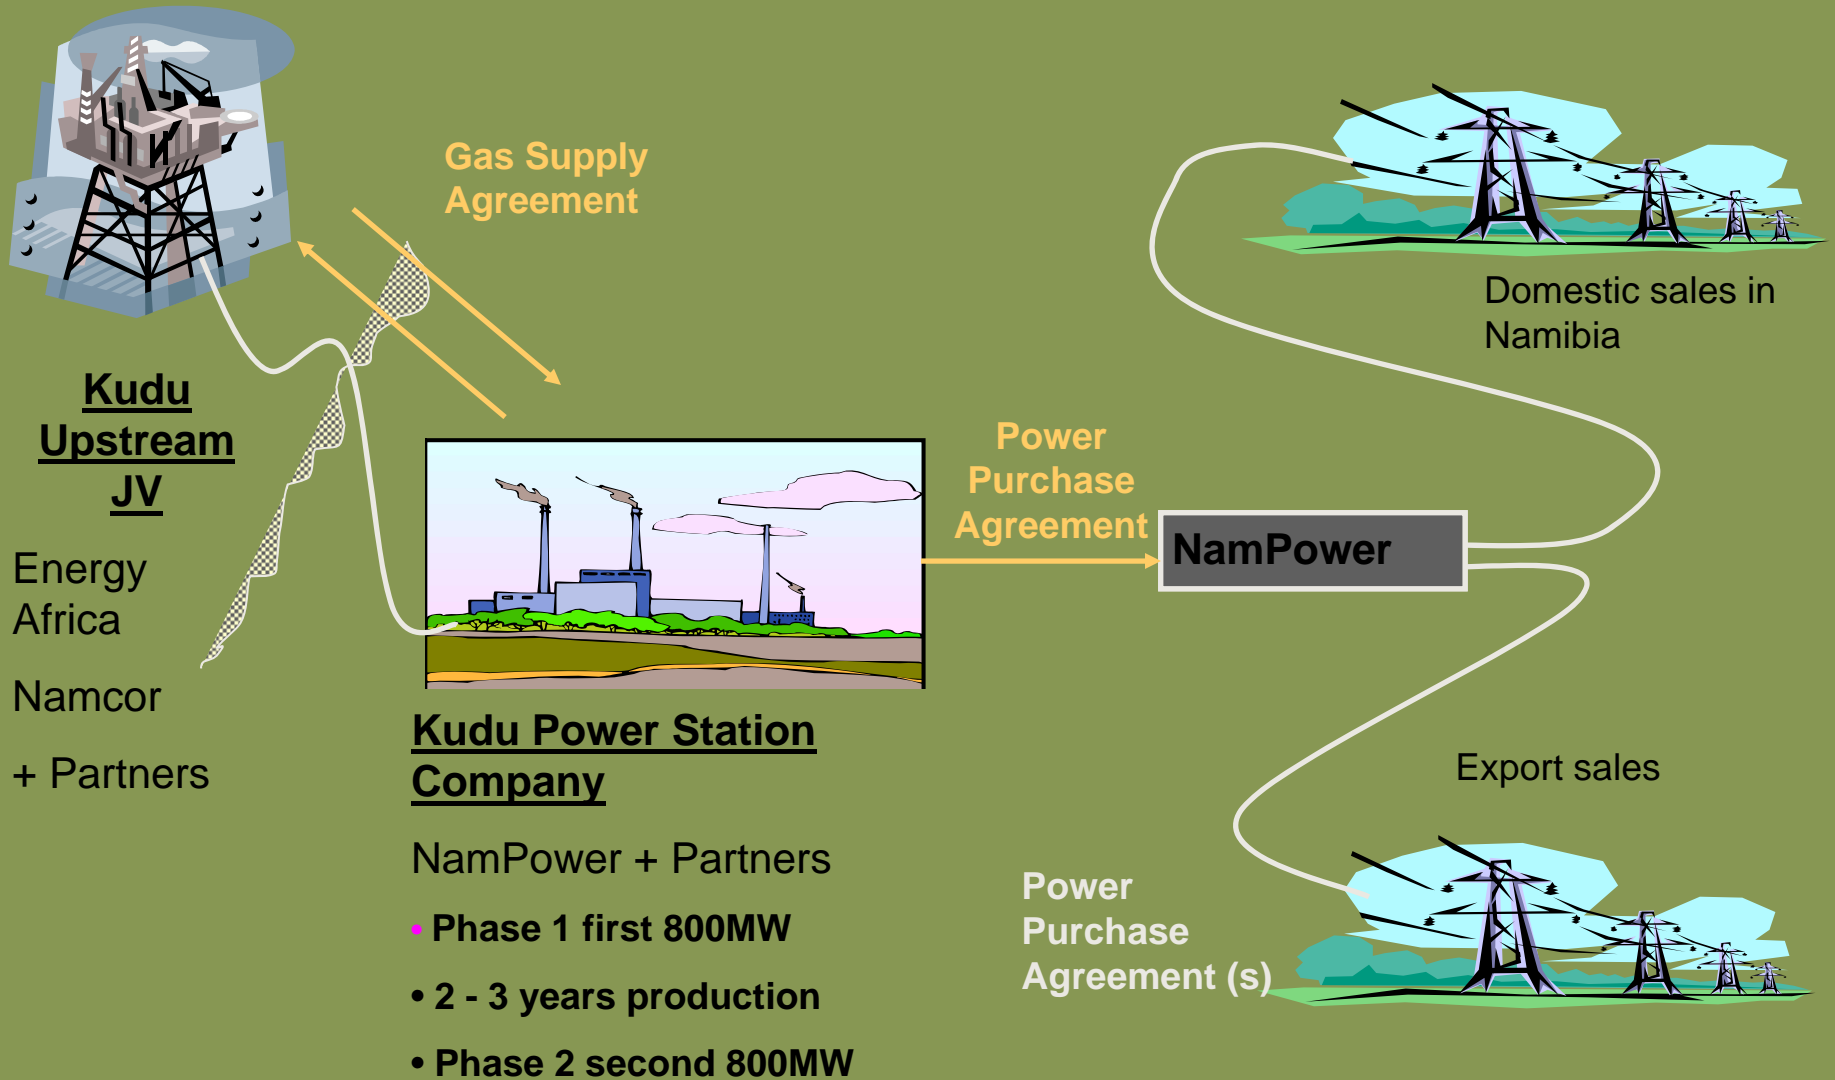 Gas Supply
Agreement
Kudu
Upstream
JV
Energy
Africa
Namcor
+ Partners
Kudu Power Station
Company
NamPower + Partners
• Phase 1 first 800MW
• 2 - 3 years production
• Phase 2 second 800MW
Power
Purchase
Agreement
NamPower
Domestic sales in
Namibia
Export sales
Power
Purchase
Agreement (s)